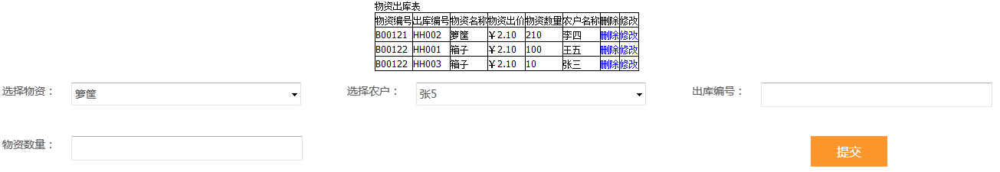 物资出库表
物资编号 出库编号 物资名称 物资出价 物资数量 农户名称 删除 修改
B00121 HH002 箩筐 ￥2.10 210 李四 删除 修改
B00122 HH001 箱子 ￥2.10 100 王五 删除 修改
B00122 HH003 箱子 ￥2.10 10 张三 删除 修改
选择物资： 箩筐 选择农户： 张5 出库编号：
物资数量： 提交